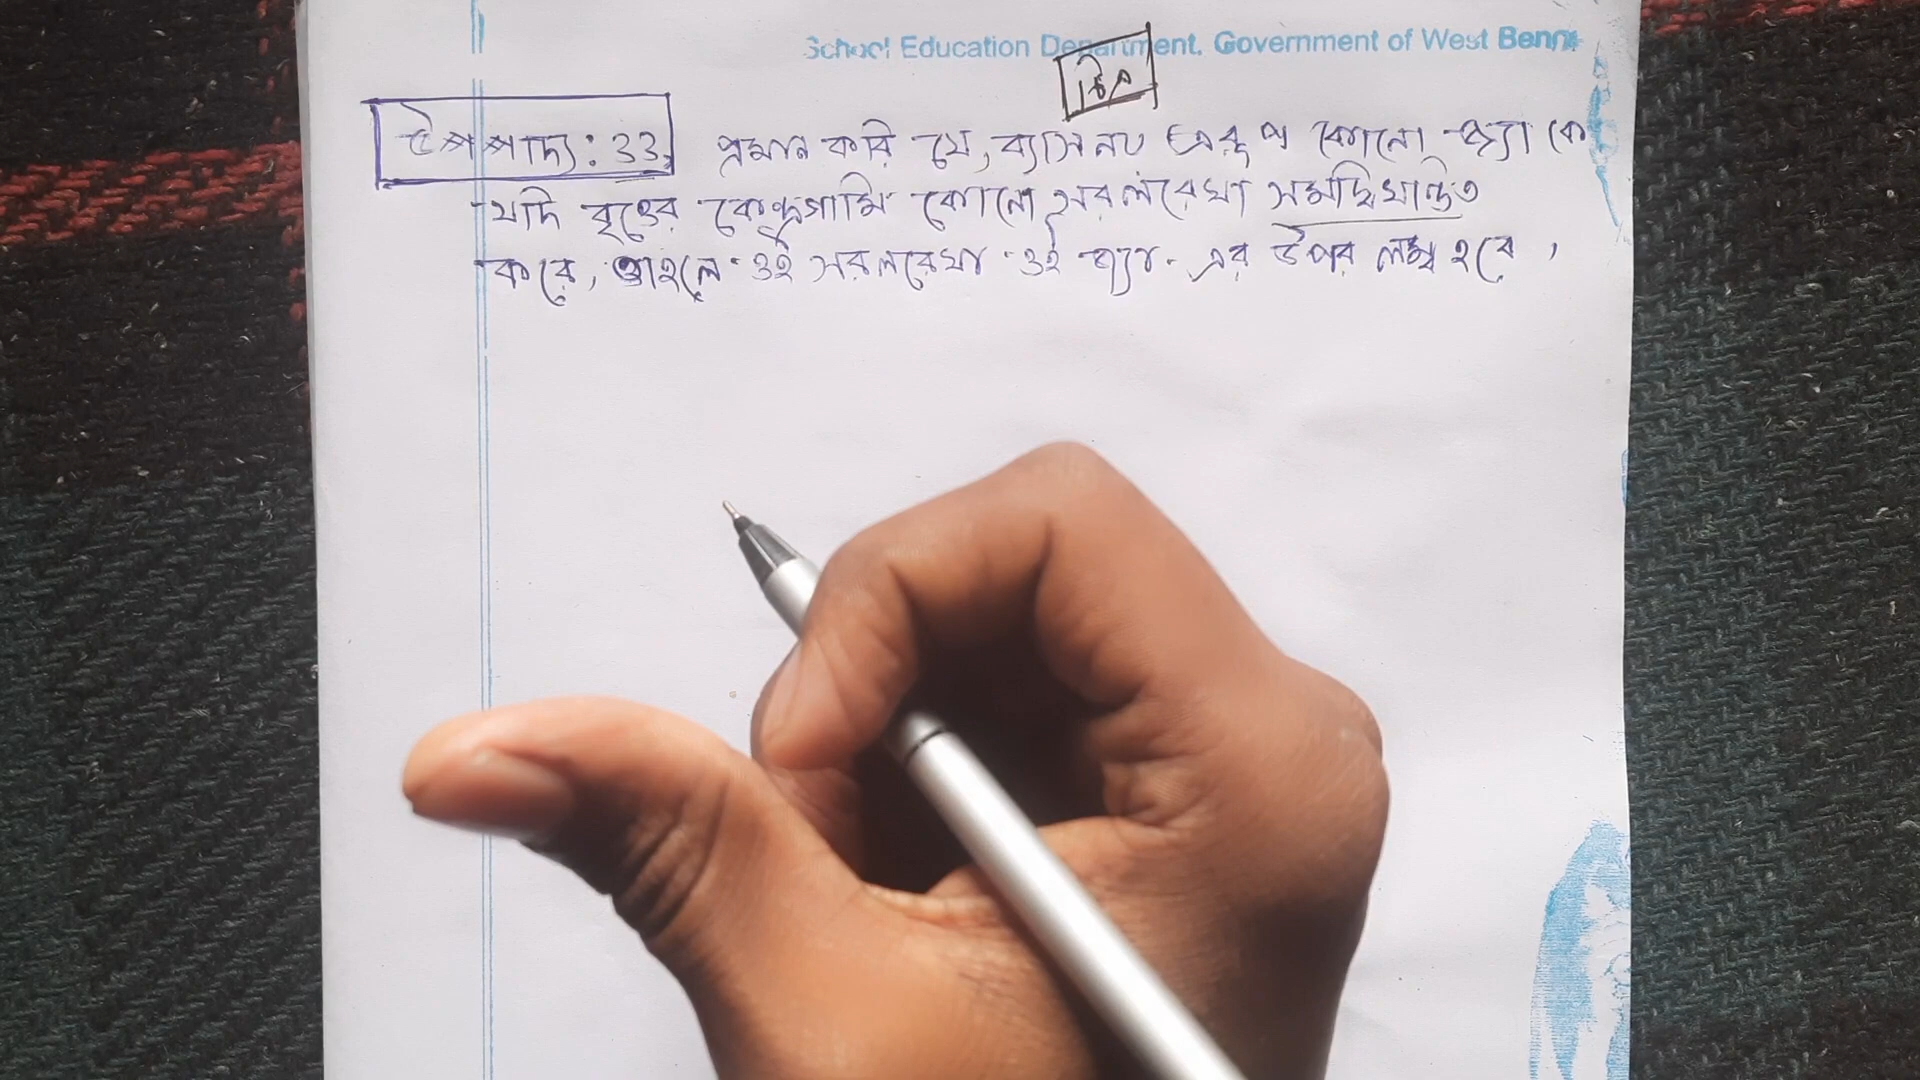 School Education Department, Government of West Beng
উপপাদ্য: 33, প্রমান করি যে, ব্যাস নয় এরূপ কোনো জ্যা কে
যদি বৃত্তের কেন্দ্রগামি কোনো সরলরেখা সমদ্বিখন্ডিত
করে, তাহলে ওই সরলরেখা ওই জ্যা এর উপর লম্ব হবে,